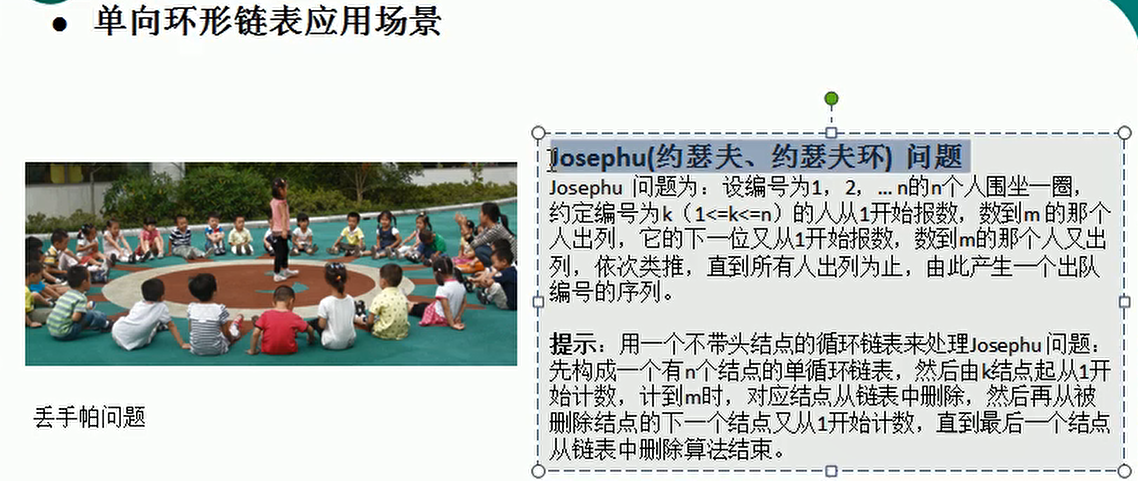 ● 单向环形链表应用场景
Josephu(约瑟夫、约瑟夫环) 问题
Josephu 问题为：设编号为1，2，… n的n个人围坐一圈，
约定编号为k（1<=k<=n）的人从1开始报数，数到m 的那个
人出列，它的下一位又从1开始报数，数到m的那个人又出
列，依次类推，直到所有人出列为止，由此产生一个出队
编号的序列。
提示：用一个不带头结点的循环链表来处理Josephu 问题：
先构成一个有n个结点的单循环链表，然后由k结点起从1开
始计数，计到m时，对应结点从链表中删除，然后再从被
删除结点的下一个结点又从1开始计数，直到最后一个结点
从链表中删除算法结束。
丢手帕问题